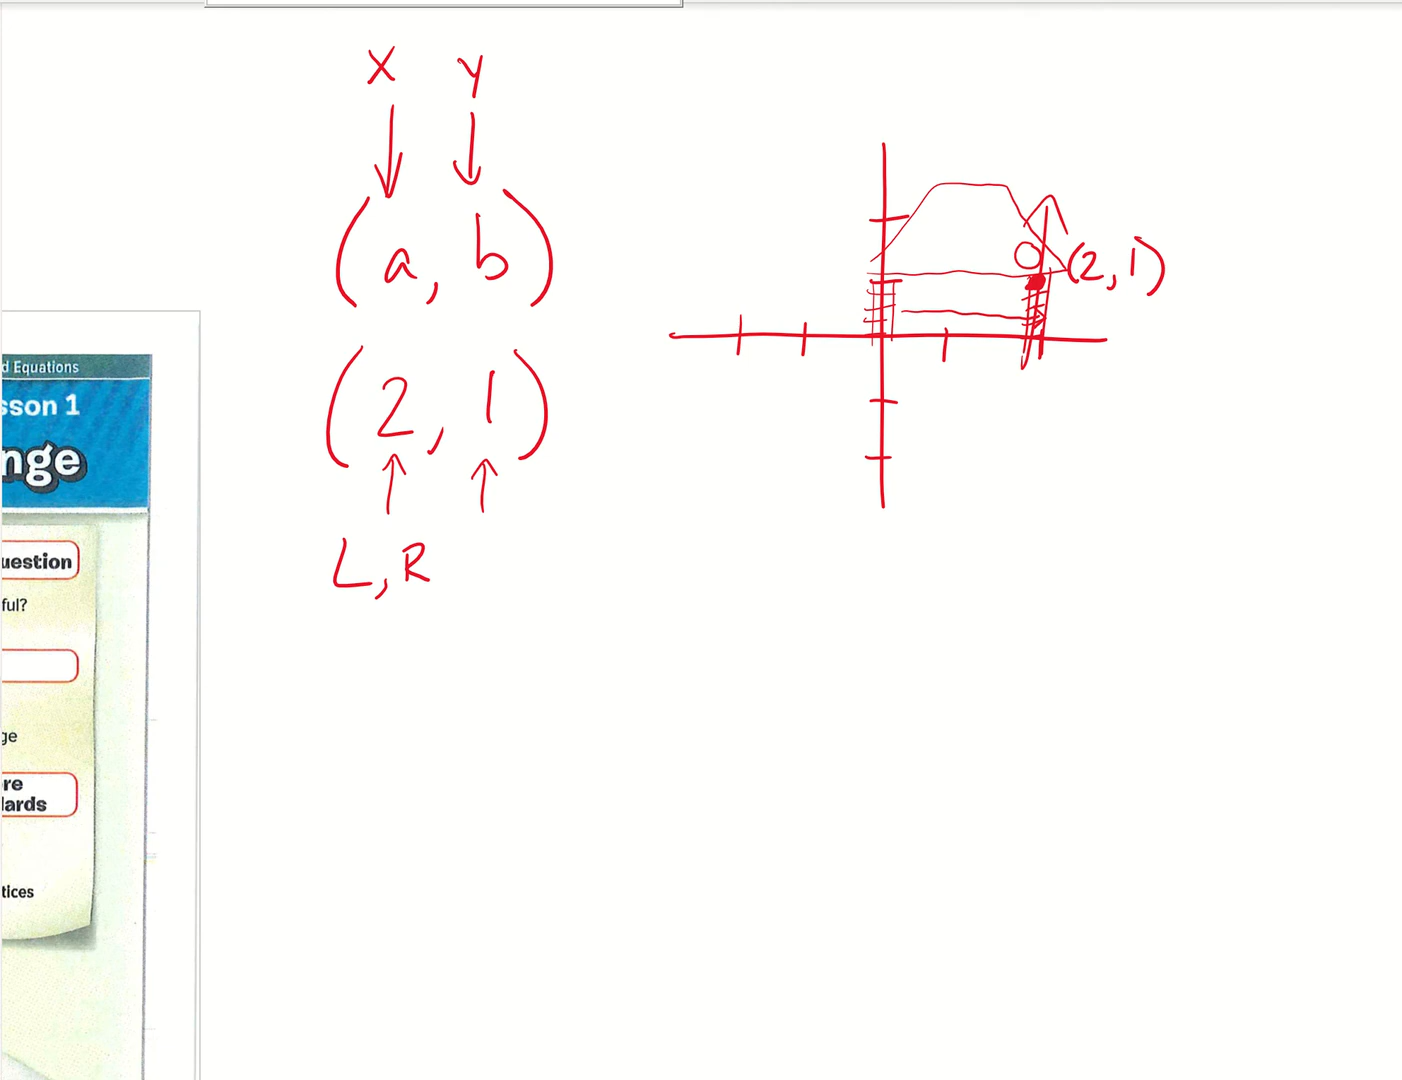 x y
(a, b)
(2, 1)
L, R
(2, 1)
d Equations
sson 1
nge
uestion
ful?
ge
re
lards
tices